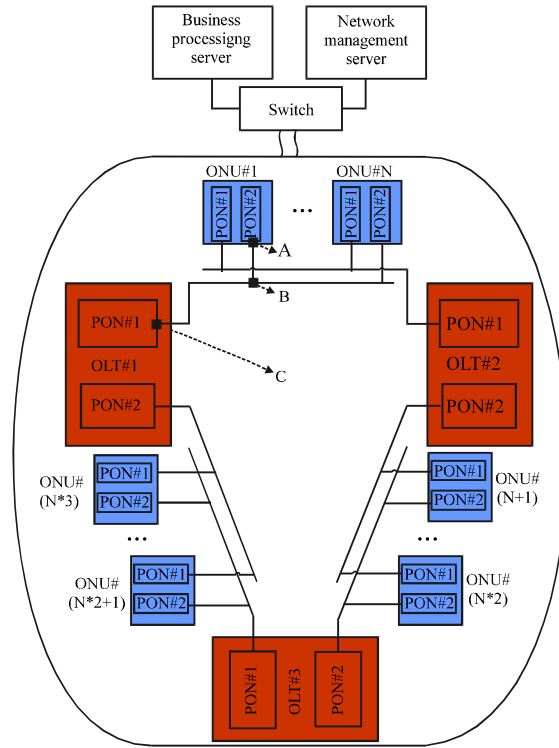 Business
processigng
server
Network
management
server
Switch
ONU#1
ONU#N
PON#1
PON#2
...
PON#1
PON#2
A
B
PON#1
OLT#1
PON#2
C
PON#1
OLT#2
PON#2
ONU#
(N*3)
PON#1
PON#2
PON#1
PON#2
ONU#
(N+1)
...
...
ONU#
(N*2+1)
PON#1
PON#2
PON#1
PON#2
ONU#
(N*2)
PON#1
OLT#3
PON#2